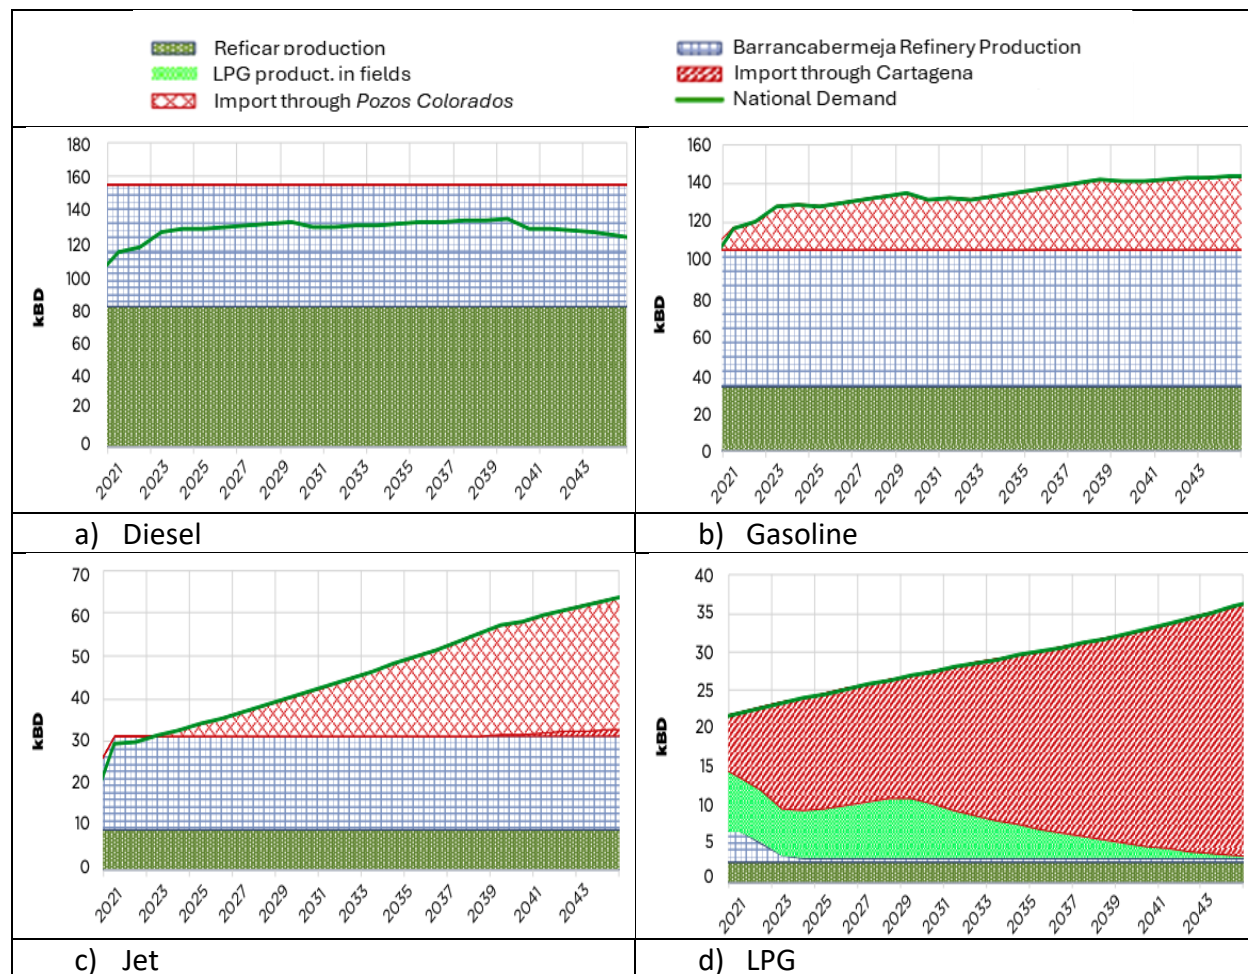 Reficar production
Barrancabermeja Refinery Production
LPG product. in fields
Import through Cartagena
Import through Pozos Colorados
National Demand
180
160
140
120
100
80
60
40
20
0
kBD
2021 2023 2025 2027 2029 2031 2033 2035 2037 2039 2041 2043
160
140
120
100
80
60
40
20
0
kBD
2021 2023 2025 2027 2029 2031 2033 2035 2037 2039 2041 2043
a) Diesel
b) Gasoline
70
60
50
40
30
20
10
0
kBD
2021 2023 2025 2027 2029 2031 2033 2035 2037 2039 2041 2043
40
35
30
25
20
15
10
5
0
kBD
2021 2023 2025 2027 2029 2031 2033 2035 2037 2039 2041 2043
c) Jet
d) LPG